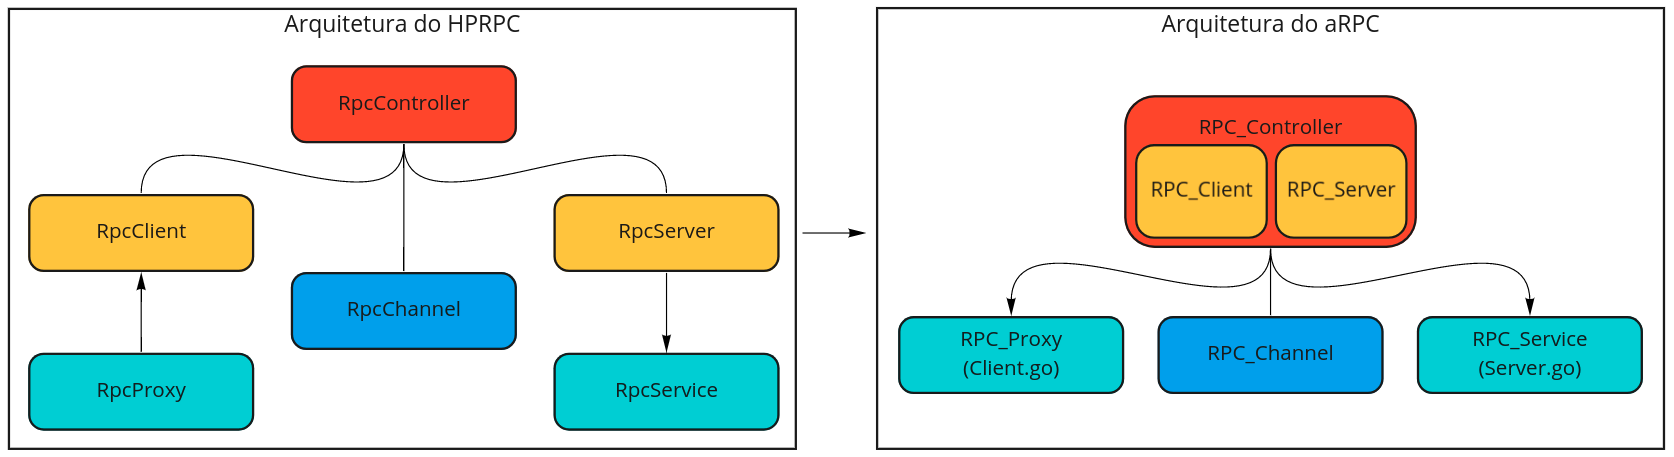 Arquitetura do HPRPC
RpcController
RpcClient
RpcServer
RpcChannel
RpcProxy
RpcService
Arquitetura do aRPC
RPC_Controller
RPC_Client
RPC_Server
RPC_Proxy
(Client.go)
RPC_Channel
RPC_Service
(Server.go)